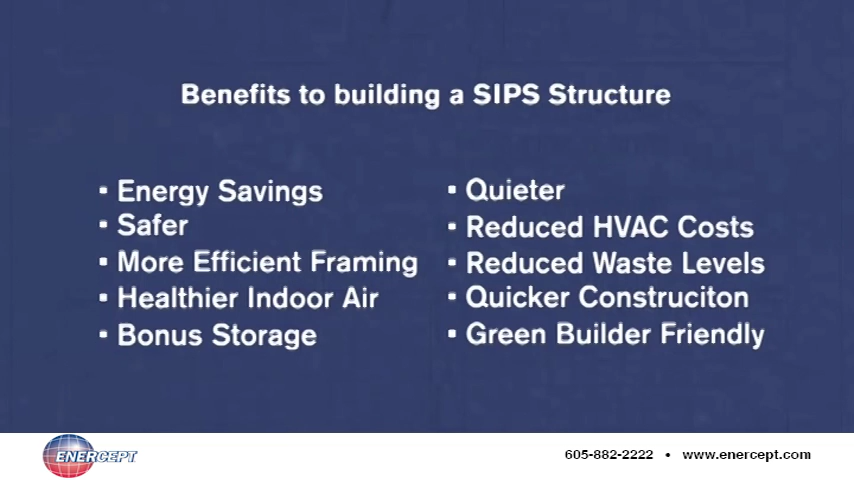 Benefits to building a SIPS Structure
▪ Energy Savings
▪ Safer
▪ More Efficient Framing
▪ Healthier Indoor Air
▪ Bonus Storage
▪ Quieter
▪ Reduced HVAC Costs
▪ Reduced Waste Levels
▪ Quicker Construciton
▪ Green Builder Friendly
ENERCEPT
605-882-2222 • www.enercept.com